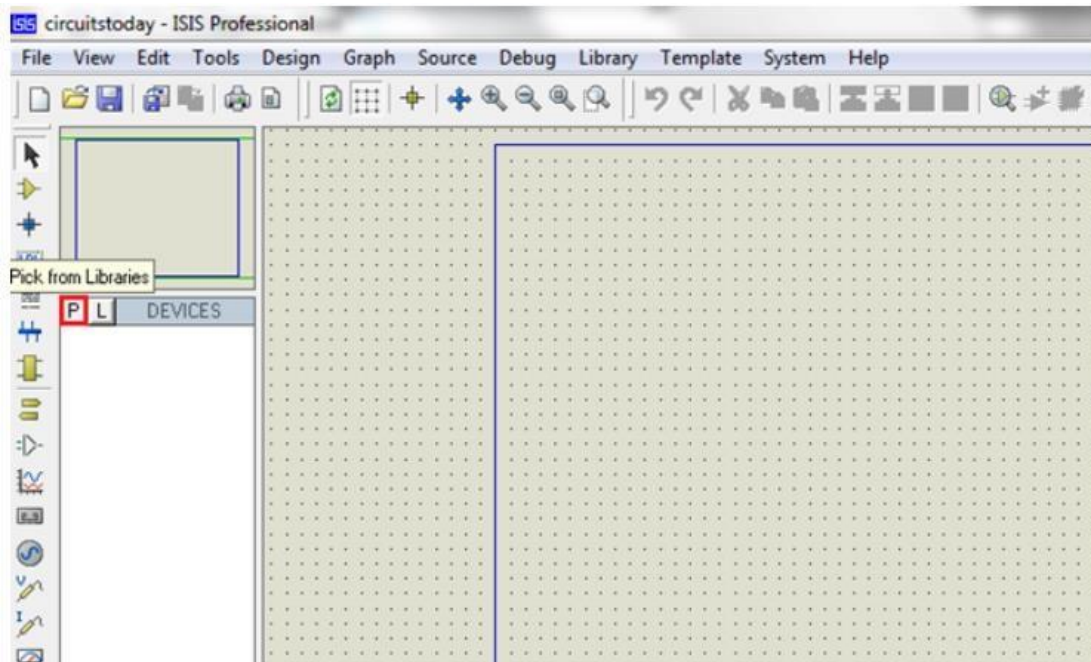 ISIS circuitstoday - ISIS Professional
File View Edit Tools Design Graph Source Debug Library Template System Help
Pick from Libraries
P L DEVICES
V
I